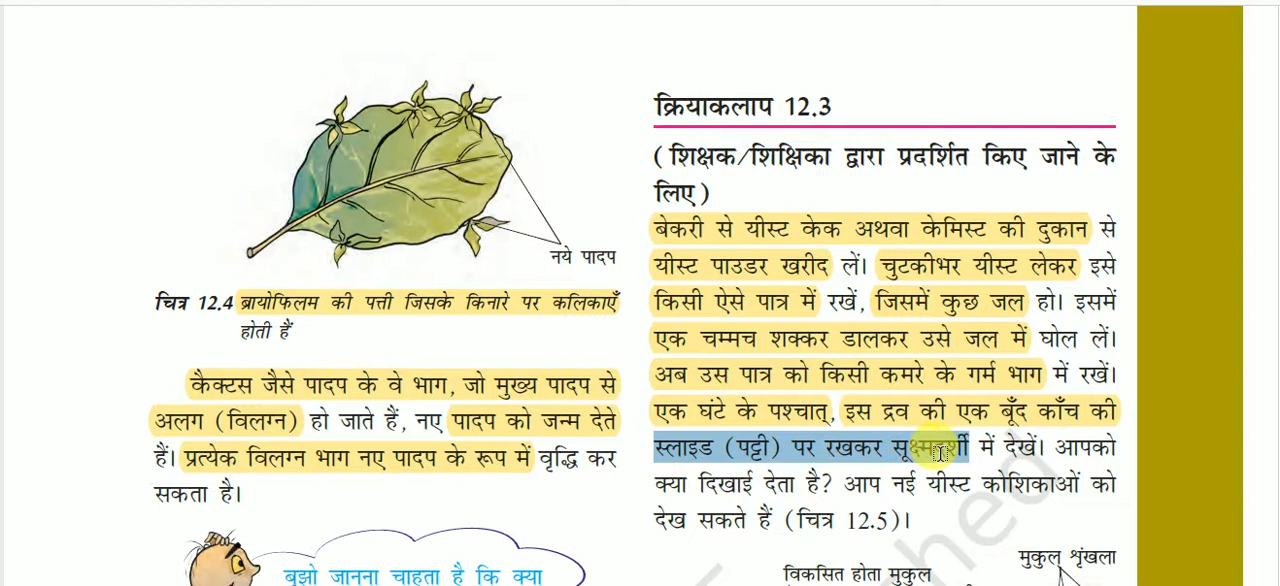 नये पादप
चित्र 12.4 ब्रायोफिलम की पत्ती जिसके किनारे पर कलिकाएँ
होती हैं
कैक्टस जैसे पादप के वे भाग, जो मुख्य पादप से
अलग (विलग्न) हो जाते हैं, नए पादप को जन्म देते
हैं। प्रत्येक विलग्न भाग नए पादप के रूप में वृद्धि कर
सकता है।
बूझो जानना चाहता है कि क्या
क्रियाकलाप 12.3
(शिक्षक/शिक्षिका द्वारा प्रदर्शित किए जाने के
लिए)
बेकरी से यीस्ट केक अथवा केमिस्ट की दुकान से
यीस्ट पाउडर खरीद लें। चुटकीभर यीस्ट लेकर इसे
किसी ऐसे पात्र में रखें, जिसमें कुछ जल हो। इसमें
एक चम्मच शक्कर डालकर उसे जल में घोल लें।
अब उस पात्र को किसी कमरे के गर्म भाग में रखें।
एक घंटे के पश्चात्, इस द्रव की एक बूँद काँच की
स्लाइड (पट्टी) पर रखकर सूक्ष्मदर्शी में देखें। आपको
क्या दिखाई देता है? आप नई यीस्ट कोशिकाओं को
देख सकते हैं (चित्र 12.5)।
मुकुल शृंखला
विकसित होता मुकुल